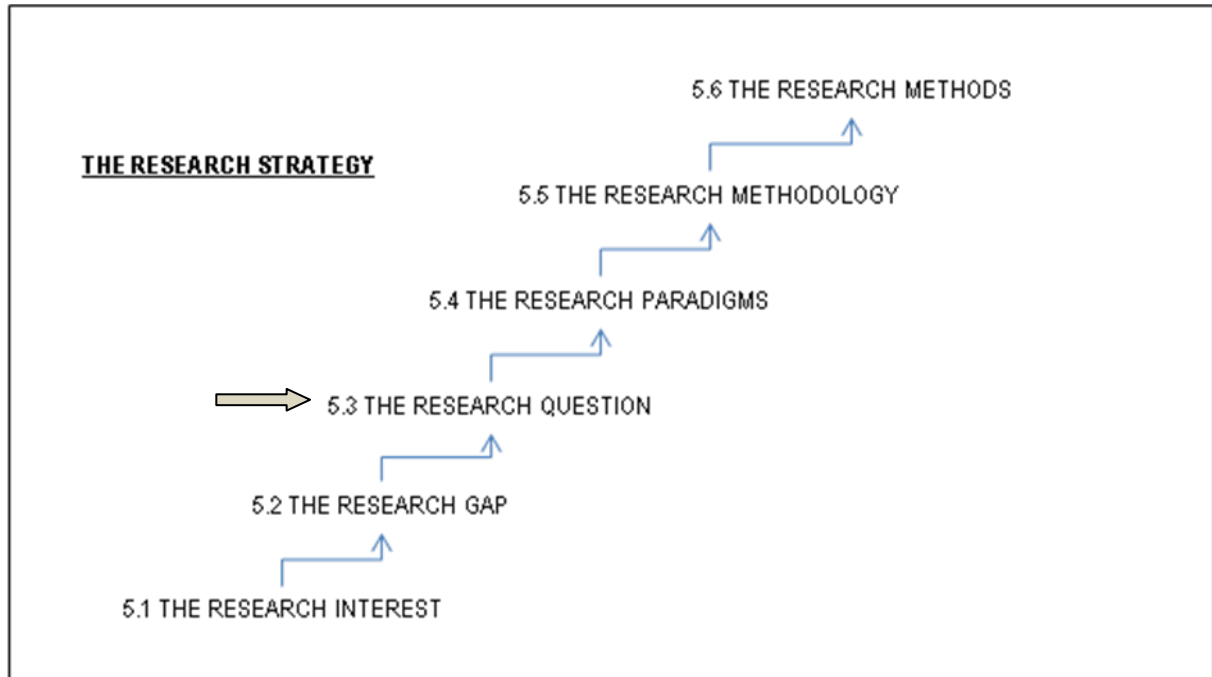 5.6 THE RESEARCH METHODS
THE RESEARCH STRATEGY
5.5 THE RESEARCH METHODOLOGY
5.4 THE RESEARCH PARADIGMS
5.3 THE RESEARCH QUESTION
5.2 THE RESEARCH GAP
5.1 THE RESEARCH INTEREST